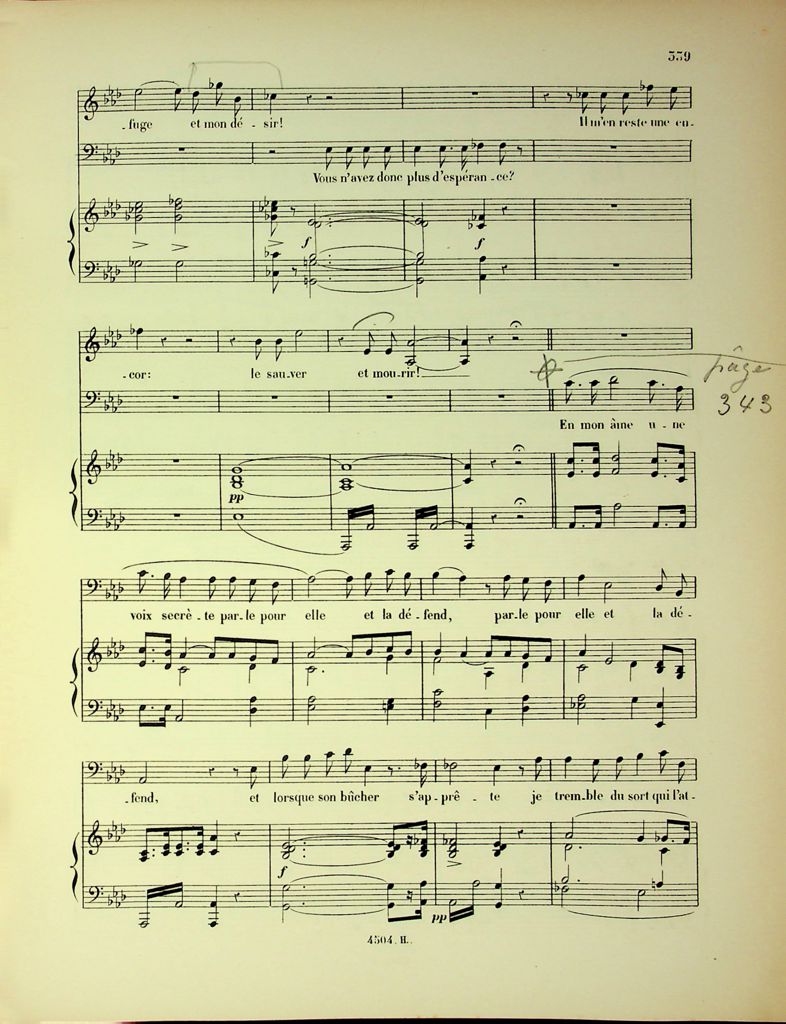 339
- fuge et mon dé - sir! Il m'en reste une en-
Vous n'avez donc plus d'espéran - ce?
f f
- cor: le sau-ver et mou-rir!
pâge
343
En mon âme u - ne
pp
voix secrè - te par-le pour elle et la dé - fend, par-le pour elle et la dé -
- fend, et lorsque son bûcher s'ap-prê - te je trem-ble du sort qui l'at-
f
pp
4504. H.